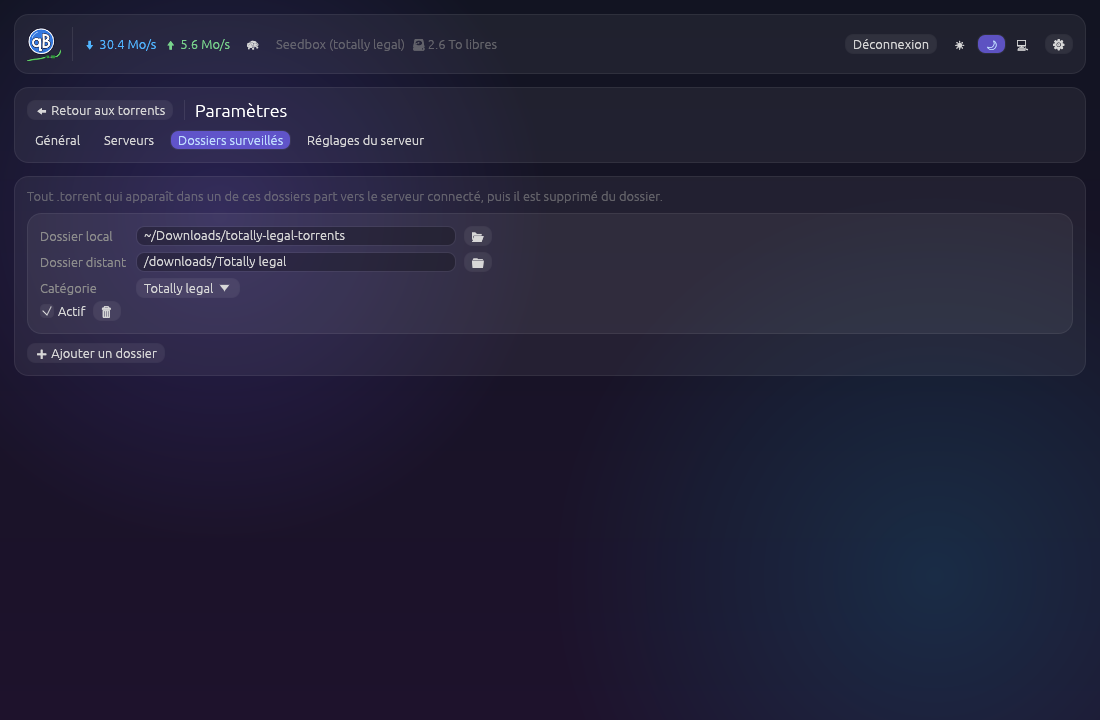 qB
30.4 Mo/s 5.6 Mo/s Seedbox (totally legal) 2.6 To libres Déconnexion
Retour aux torrents Paramètres
Général Serveurs Dossiers surveillés Réglages du serveur
Tout .torrent qui apparaît dans un de ces dossiers part vers le serveur connecté, puis il est supprimé du dossier.
Dossier local ~/Downloads/totally-legal-torrents
Dossier distant /downloads/Totally legal
Catégorie Totally legal
Actif
Ajouter un dossier